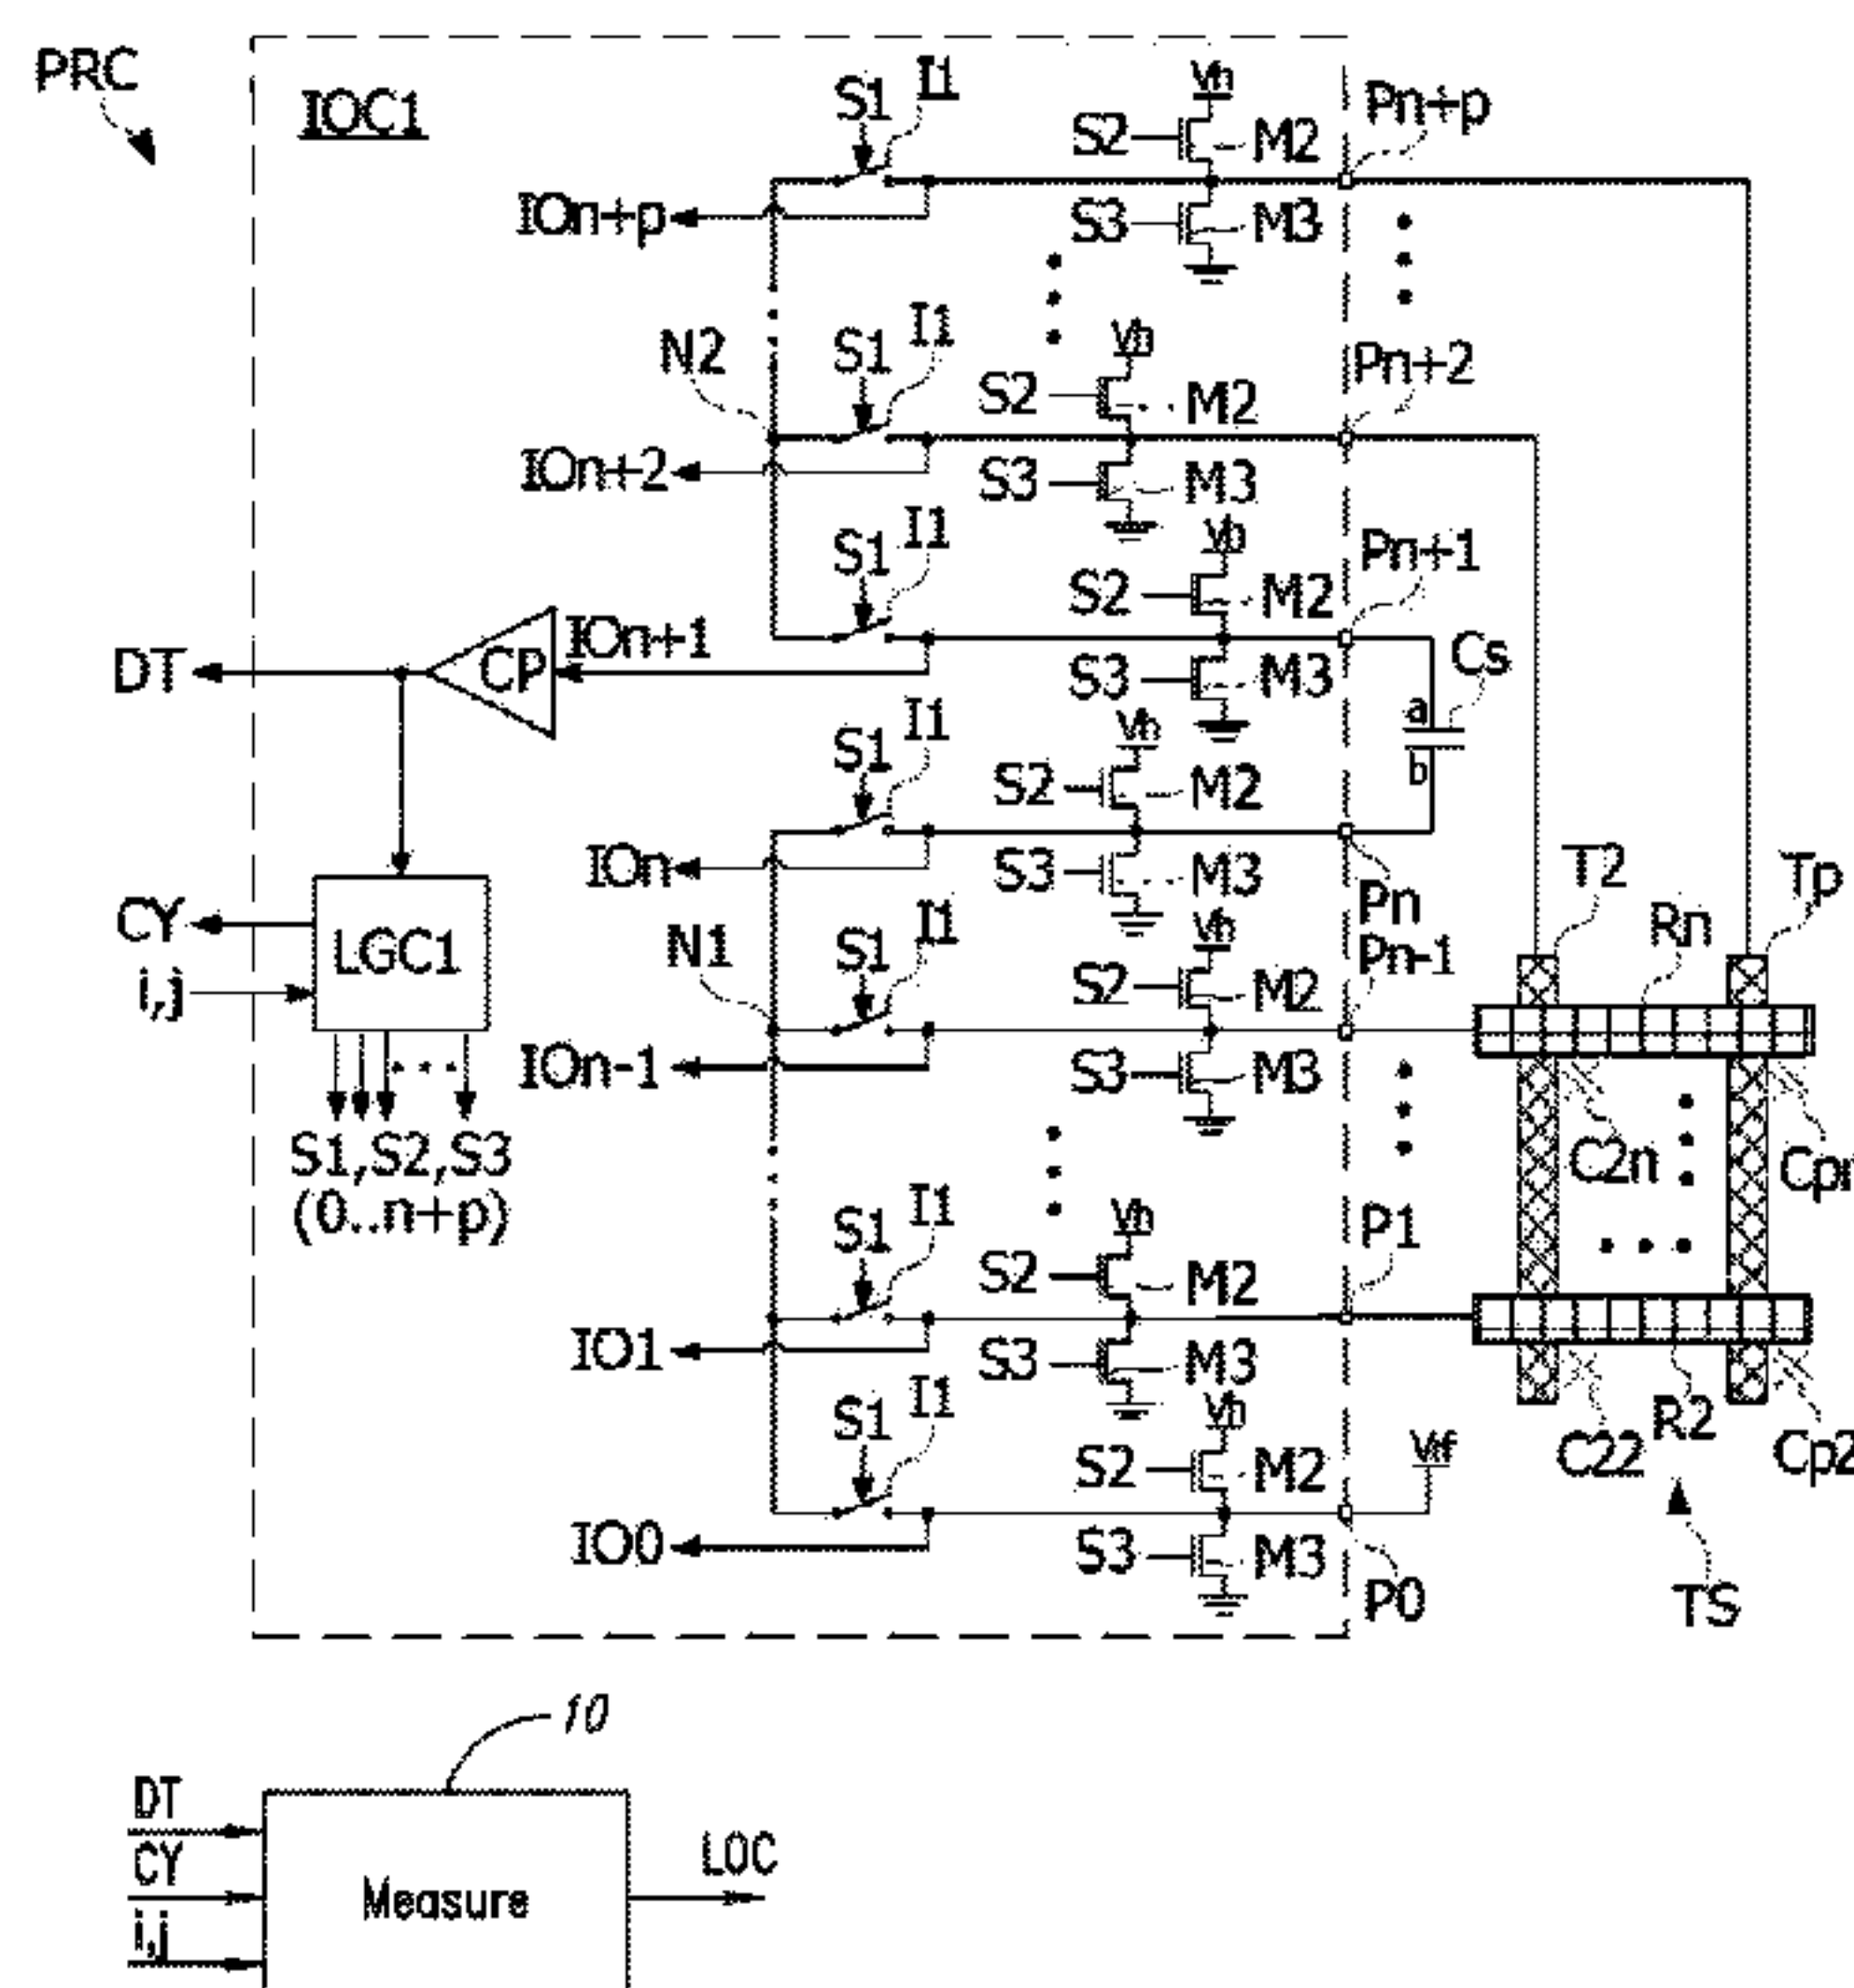 PRC
IOC1
S1
I1
Vh
S2
M2
Pn+p
IOn+p
S3
M3
N2
S1
I1
Vh
S2
M2
Pn+2
IOn+2
S3
M3
S1
I1
Vh
S2
M2
Pn+1
DT
CP
IOn+1
S3
M3
Cs
a
b
S1
I1
Vh
S2
M2
IOn
S3
M3
Pn
T2
Tp
CY
LGC1
i,j
N1
S1
I1
Vh
S2
M2
Pn-1
Rn
IOn-1
S3
M3
S1,S2,S3
(0..n+p)
C2n
S1
I1
Vh
S2
M2
P1
IO1
S3
M3
S1
I1
Vh
S2
M2
Vrf
C22
R2
Cp2
IO0
S3
M3
P0
TS
10
DT
CY
i,j
Measure
LOC